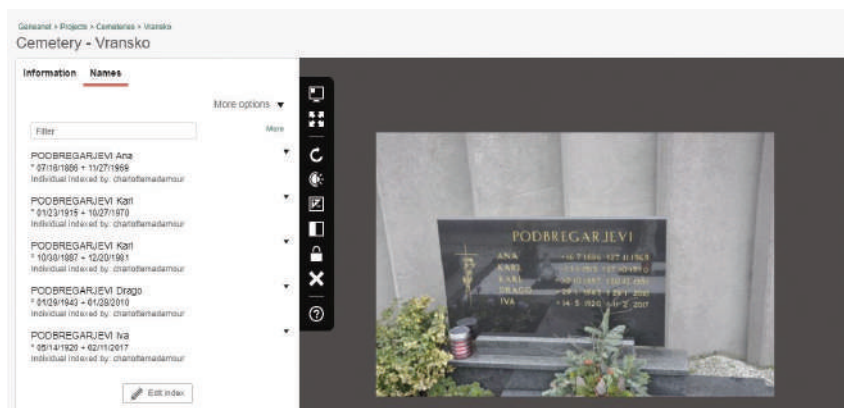 Geneanet > Projects > Cemeteries > Vransko
Cemetery - Vransko
Information Names
More options
Filter
More
PODBREGARJEVI Ana
° 07/16/1886 + 11/27/1969
Individual indexed by: charlottemadamour
PODBREGARJEVI Karl
° 01/23/1915 + 10/27/1970
Individual indexed by: charlottemadamour
PODBREGARJEVI Karl
° 10/30/1887 + 12/20/1981
Individual indexed by: charlottemadamour
PODBREGARJEVI Drago
° 01/29/1943 + 01/28/2010
Individual indexed by: charlottemadamour
PODBREGARJEVI Iva
° 05/14/1920 + 02/11/2017
Individual indexed by: charlottemadamour
Edit index
PODBREGARJEVI
ANA
KARL
KARL
DRAGO
IVA